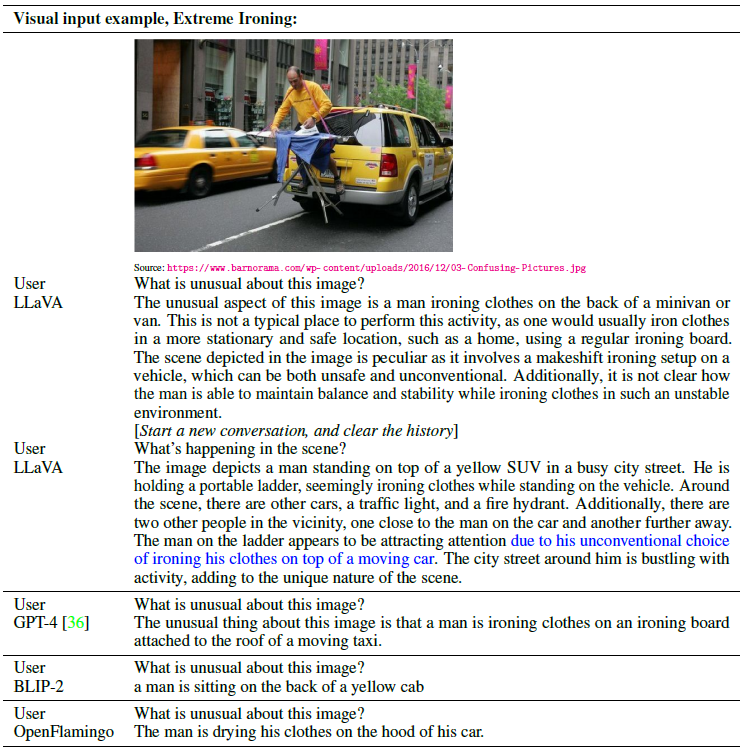 Visual input example, Extreme Ironing:
Source: https://www.barnorama.com/wp-content/uploads/2016/12/03-Confusing-Pictures.jpg
User What is unusual about this image?
LLaVA The unusual aspect of this image is a man ironing clothes on the back of a minivan or
van. This is not a typical place to perform this activity, as one would usually iron clothes
in a more stationary and safe location, such as a home, using a regular ironing board.
The scene depicted in the image is peculiar as it involves a makeshift ironing setup on a
vehicle, which can be both unsafe and unconventional. Additionally, it is not clear how
the man is able to maintain balance and stability while ironing clothes in such an unstable
environment.
[Start a new conversation, and clear the history]
User What's happening in the scene?
LLaVA The image depicts a man standing on top of a yellow SUV in a busy city street. He is
holding a portable ladder, seemingly ironing clothes while standing on the vehicle. Around
the scene, there are other cars, a traffic light, and a fire hydrant. Additionally, there are
two other people in the vicinity, one close to the man on the car and another further away.
The man on the ladder appears to be attracting attention due to his unconventional choice
of ironing his clothes on top of a moving car. The city street around him is bustling with
activity, adding to the unique nature of the scene.
User What is unusual about this image?
GPT-4 [36] The unusual thing about this image is that a man is ironing clothes on an ironing board
attached to the roof of a moving taxi.
User What is unusual about this image?
BLIP-2 a man is sitting on the back of a yellow cab
User What is unusual about this image?
OpenFlamingo The man is drying his clothes on the hood of his car.